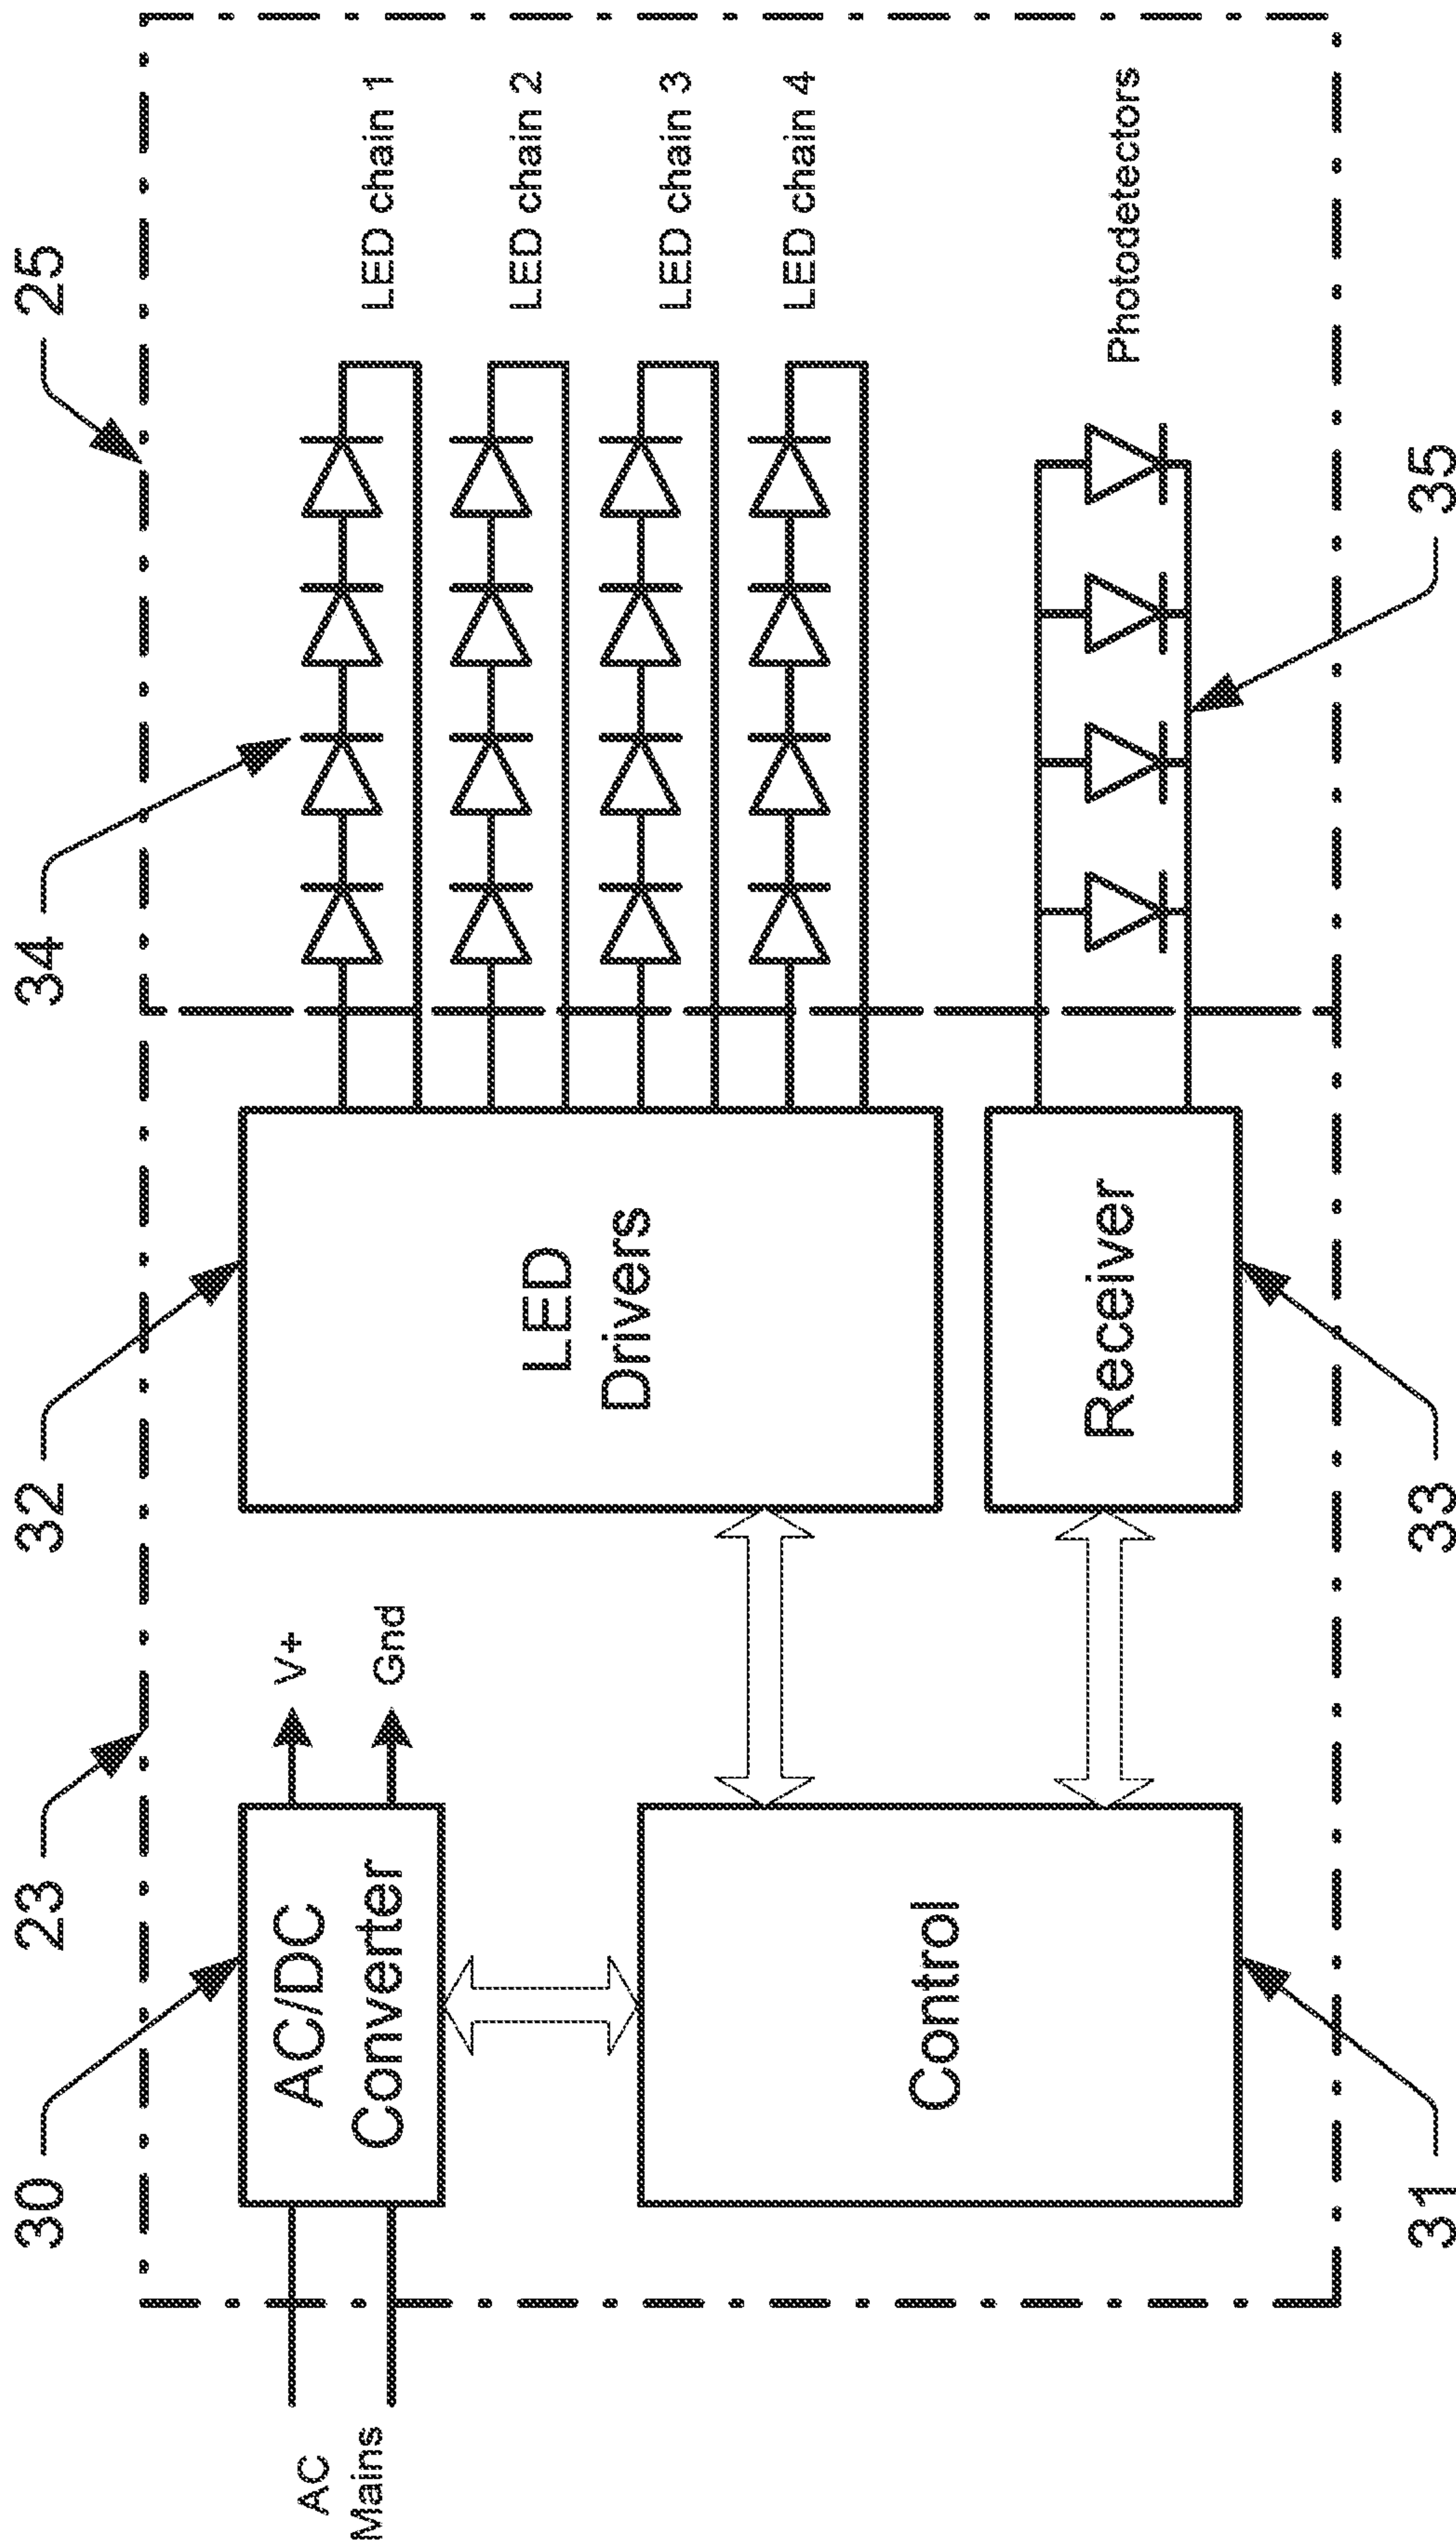 30
23
32
34
25
AC
Mains
AC/DC
Converter
V+
Gnd
LED
Drivers
LED chain 1
LED chain 2
LED chain 3
LED chain 4
Control
Receiver
Photodetectors
31
33
35